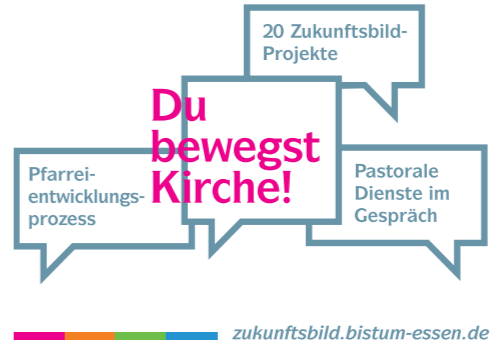 20 Zukunftsbild-
Projekte
Du
bewegst
Kirche!
Pfarrei-
entwicklungs-
prozess
Pastorale
Dienste im
Gespräch
zukunftsbild.bistum-essen.de